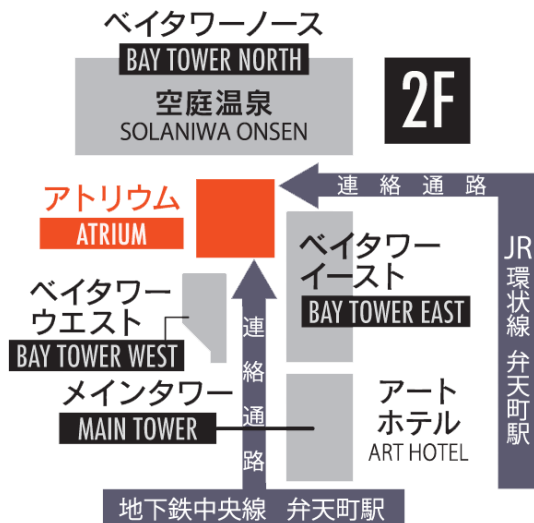 ベイタワーノース
BAY TOWER NORTH
空庭温泉
SOLANIWA ONSEN
2F
連絡通路
アトリウム
ATRIUM
ベイタワー
イースト
BAY TOWER EAST
JR環状線 弁天町駅
ベイタワー
ウエスト
BAY TOWER WEST
連絡通路
メインタワー
MAIN TOWER
アート
ホテル
ART HOTEL
地下鉄中央線 弁天町駅